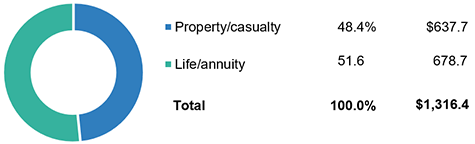 Property/casualty 48.4% $637.7
Life/annuity 51.6 678.7
Total 100.0% $1,316.4